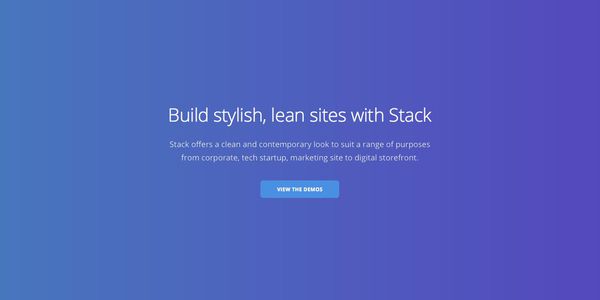 Build stylish, lean sites with Stack
Stack offers a clean and contemporary look to suit a range of purposes
from corporate, tech startup, marketing site to digital storefront.
VIEW THE DEMOS